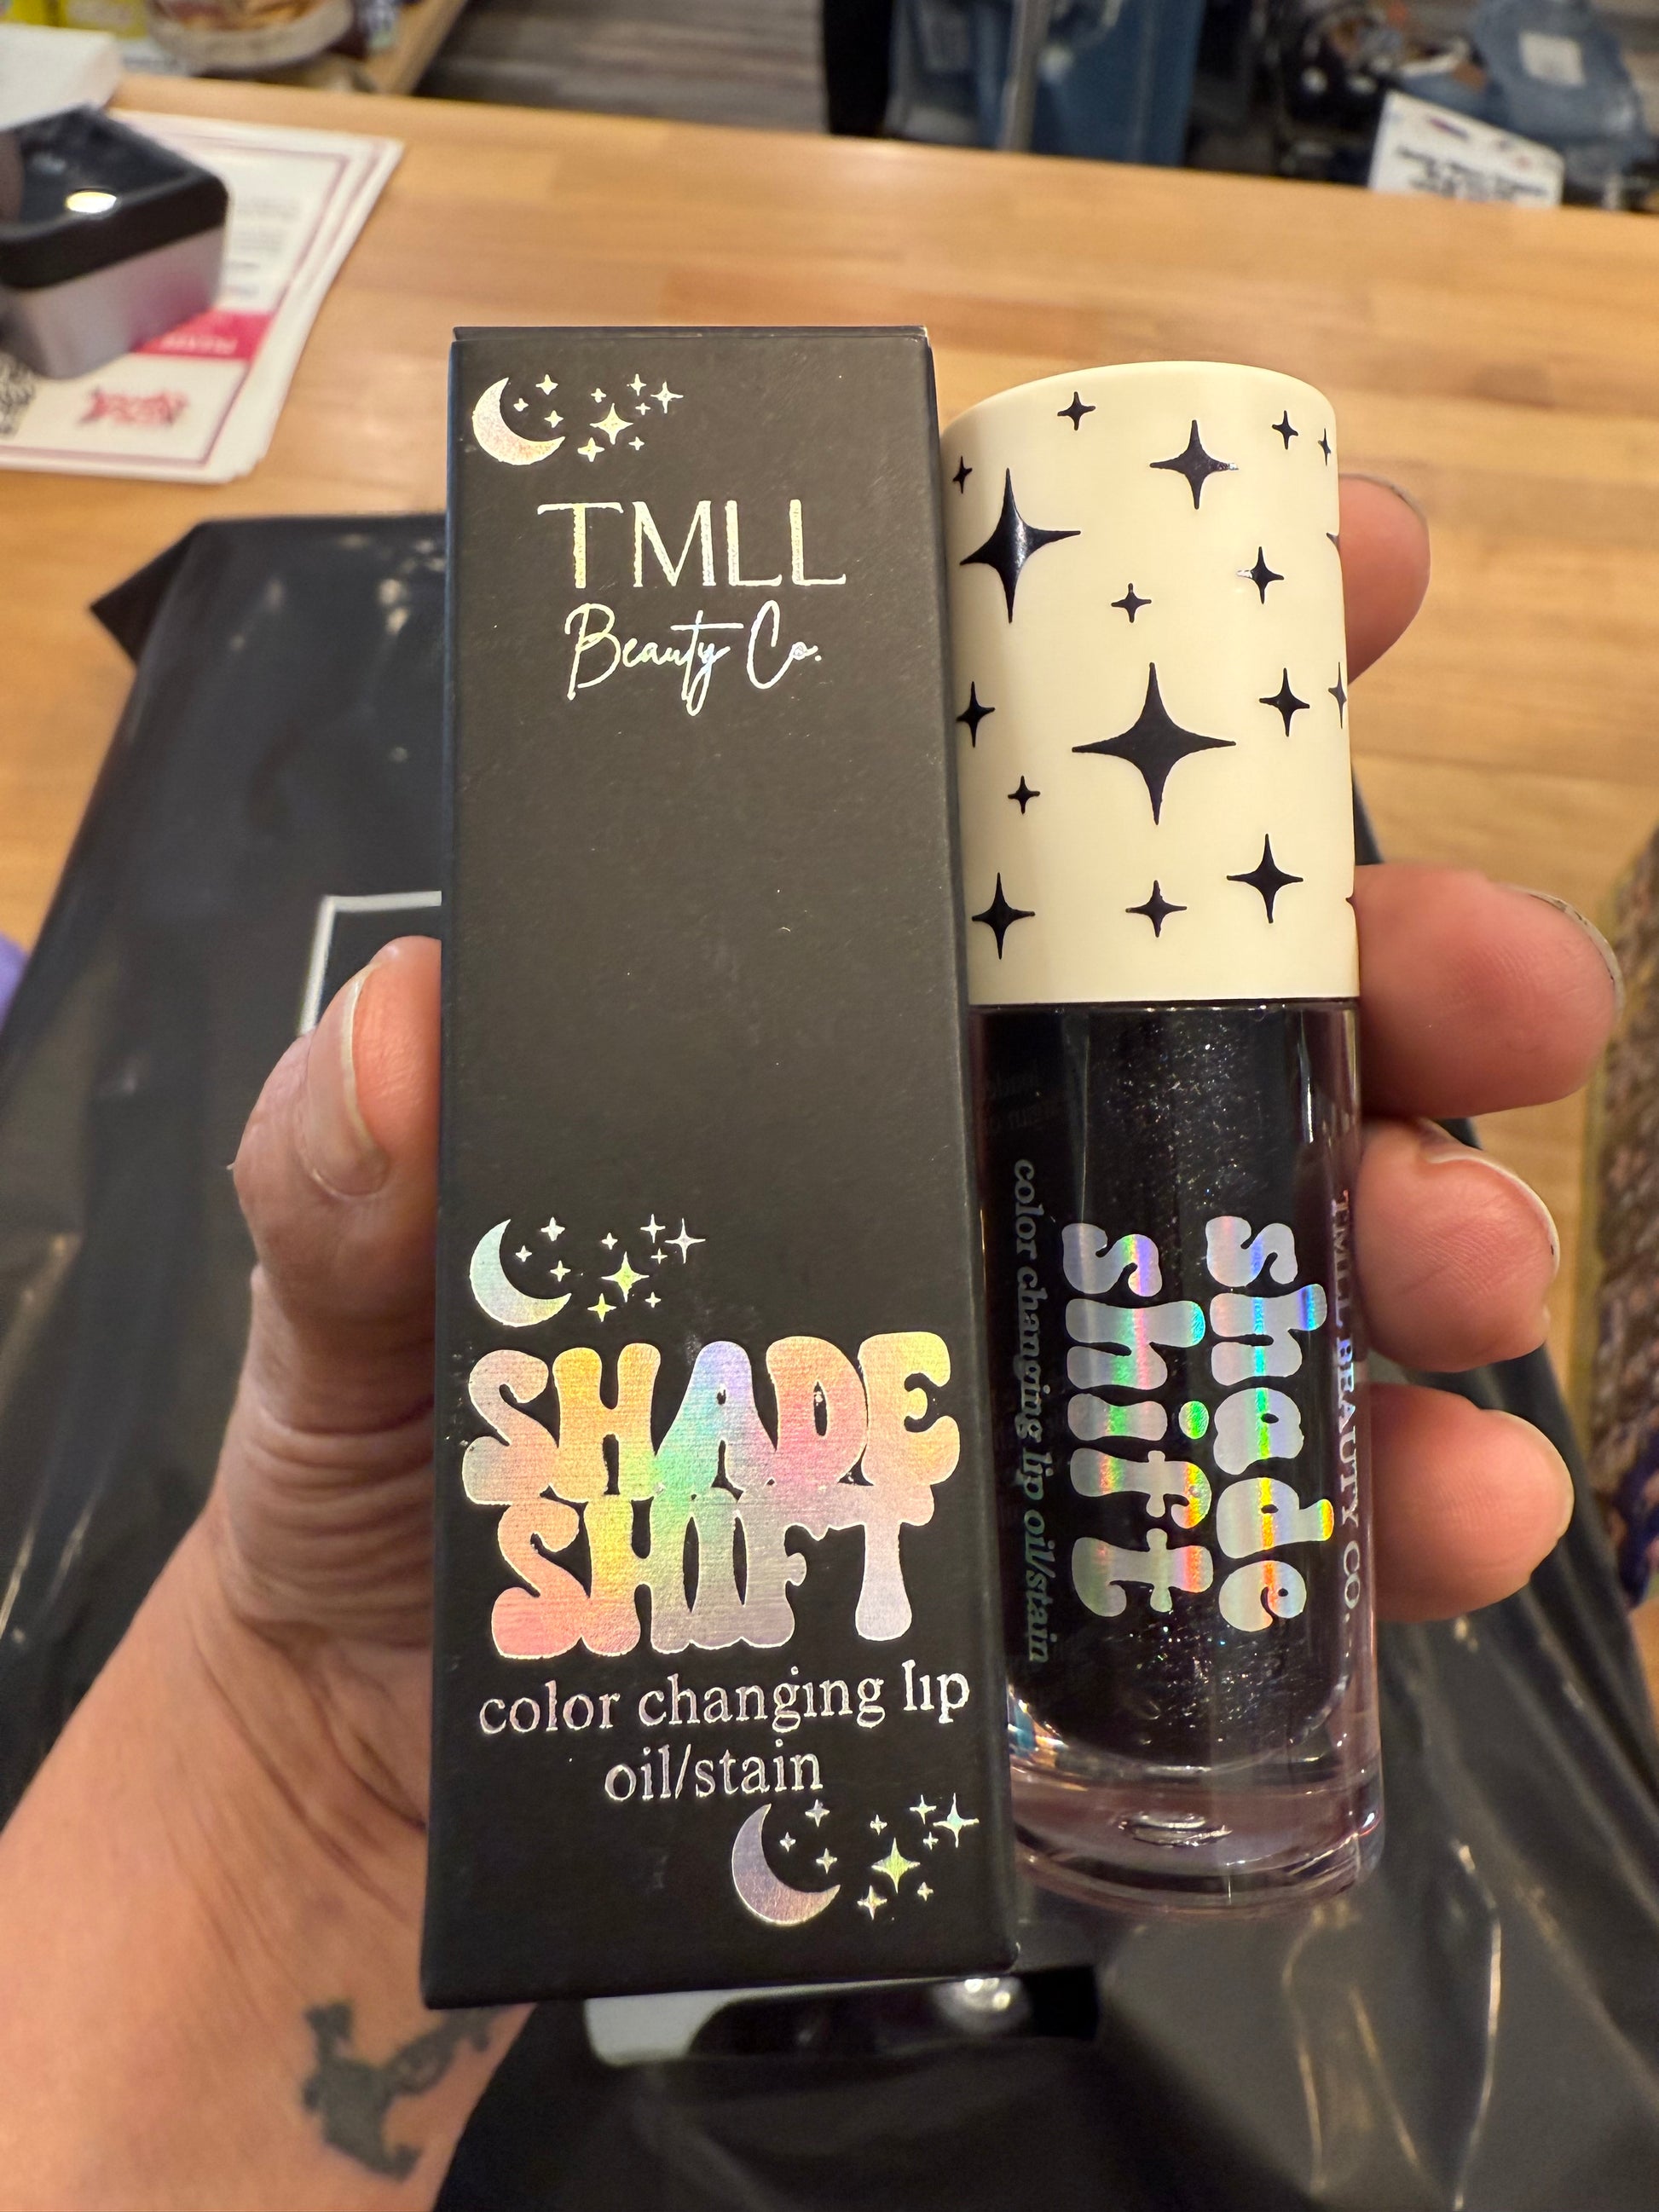 TMLL
Beauty Co.
SHADE
SHIFT
color changing lip
oil/stain
TMLL BEAUTY CO.
shade
shift
color changing lip oil/stain